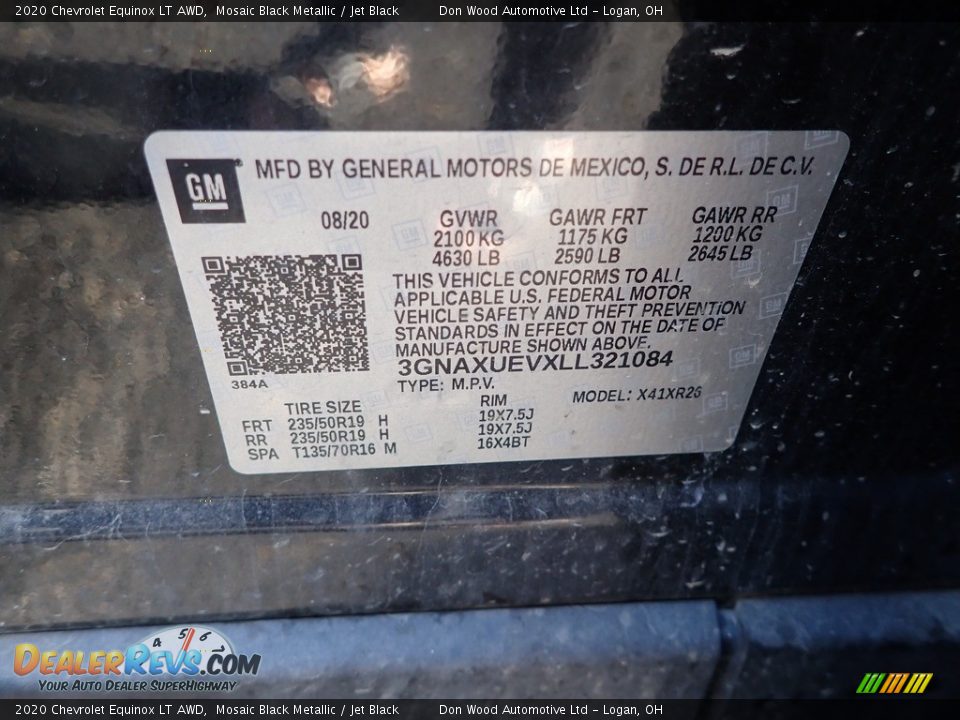 2020 Chevrolet Equinox LT AWD, Mosaic Black Metallic / Jet Black Don Wood Automotive Ltd - Logan, OH
GM MFD BY GENERAL MOTORS DE MEXICO, S. DE R.L. DE C.V.
08/20 GVWR GAWR FRT GAWR RR
2100 KG 1175 KG 1200 KG
4630 LB 2590 LB 2645 LB
THIS VEHICLE CONFORMS TO ALL
APPLICABLE U.S. FEDERAL MOTOR
VEHICLE SAFETY AND THEFT PREVENTION
STANDARDS IN EFFECT ON THE DATE OF
MANUFACTURE SHOWN ABOVE.
3GNAXUEVXLL321084
384A TYPE: M.P.V. MODEL: X41XR26
TIRE SIZE RIM
FRT 235/50R19 H 19X7.5J
RR 235/50R19 H 19X7.5J
SPA T135/70R16 M 16X4BT
4 5 6
DealerRevs.com
Your Auto Dealer SuperHighway
2020 Chevrolet Equinox LT AWD, Mosaic Black Metallic / Jet Black Don Wood Automotive Ltd - Logan, OH